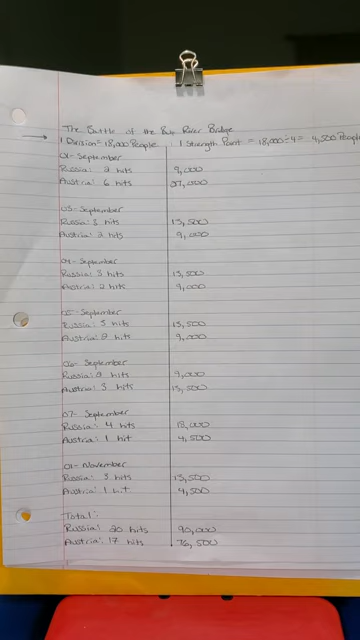 The Battle of the Bug River Bridge
1 Division = 18,000 People : 1 Strength Point = 18,000 ÷ 4 = 4,500 People
01- September
Russia: 2 hits 9,000
Austria: 6 hits 27,000
03- September
Russia: 3 hits 13,500
Austria: 2 hits 9,000
04- September
Russia: 3 hits 13,500
Austria: 2 hits 9,000
05- September
Russia: 3 hits 13,500
Austria: 2 hits 9,000
06- September
Russia: 2 hits 9,000
Austria: 3 hits 13,500
07- September
Russia: 4 hits 18,000
Austria: 1 hit 4,500
01- November
Russia: 3 hits 13,500
Austria: 1 hit 4,500
Total:
Russia: 20 hits 90,000
Austria: 17 hits 76,500